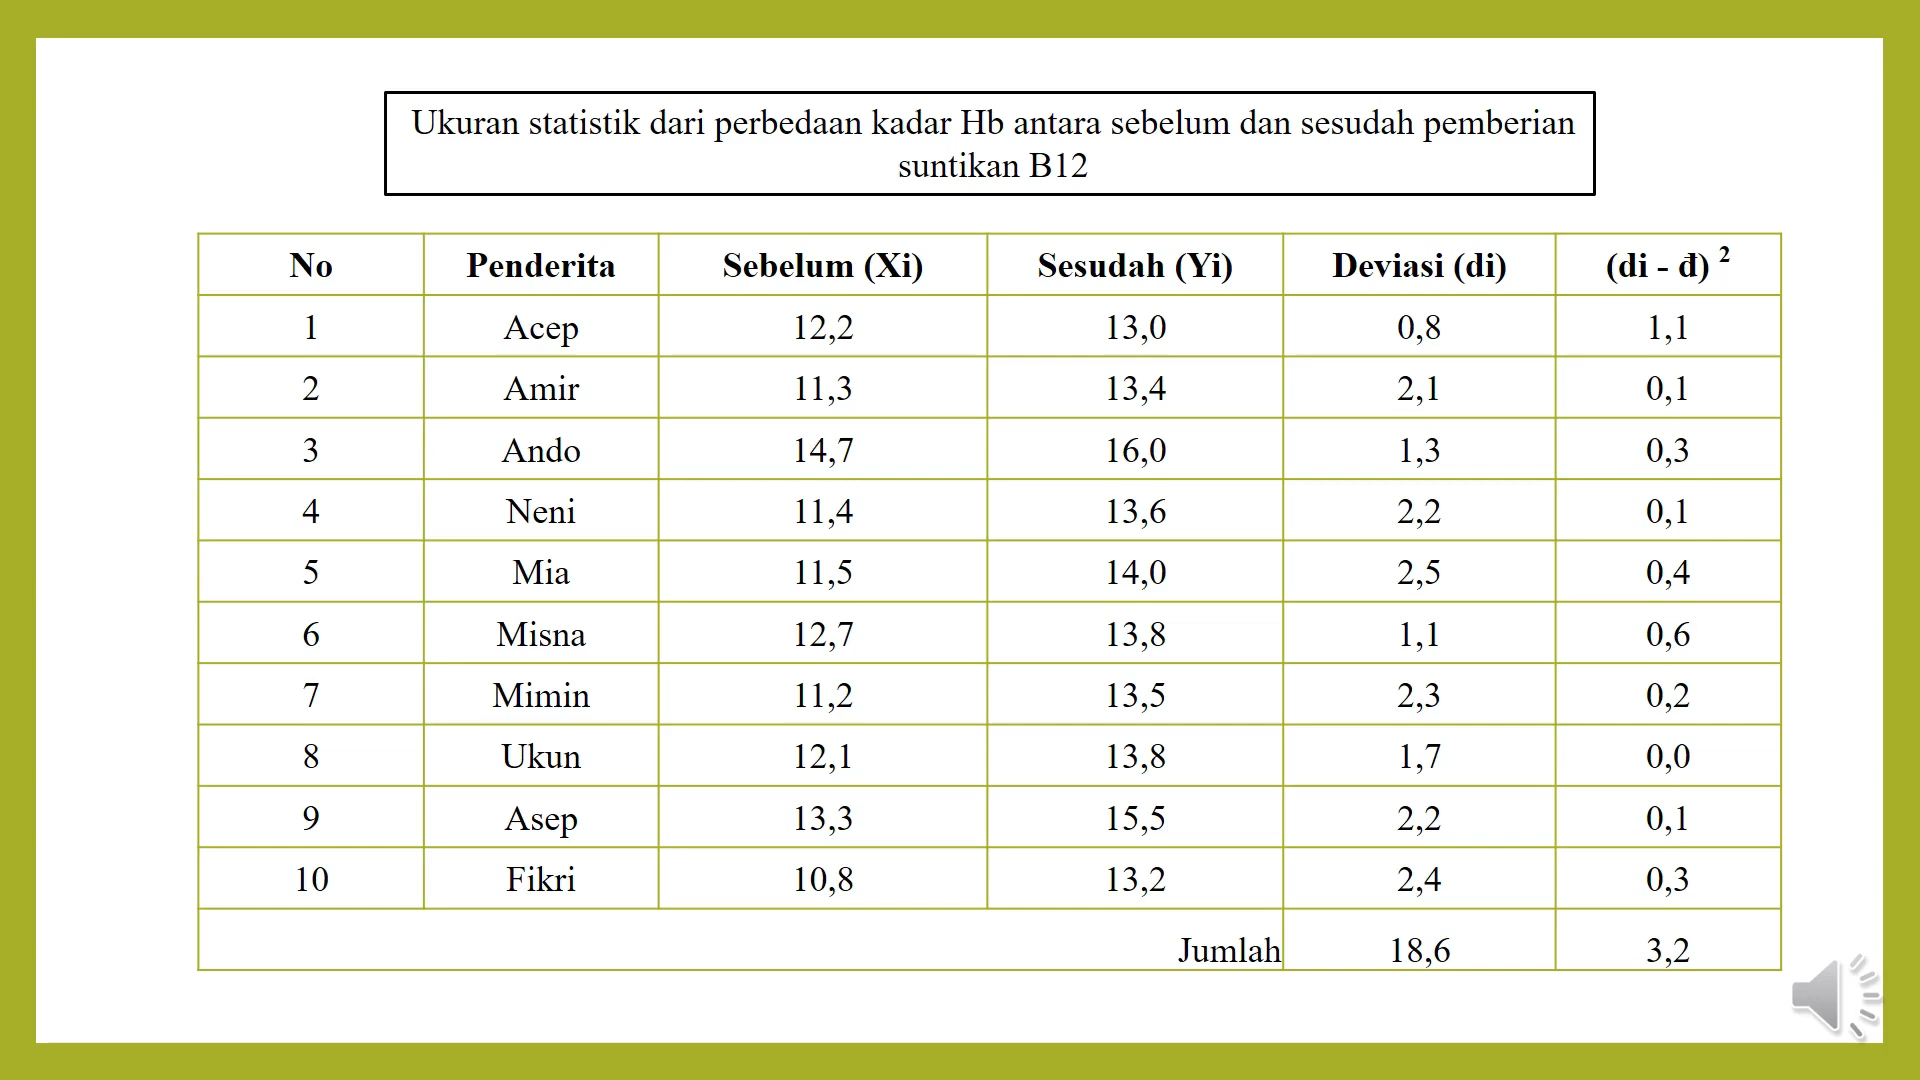 Ukuran statistik dari perbedaan kadar Hb antara sebelum dan sesudah pemberian
suntikan B12
No Penderita Sebelum (Xi) Sesudah (Yi) Deviasi (di) (di - đ) ²
1 Acep 12,2 13,0 0,8 1,1
2 Amir 11,3 13,4 2,1 0,1
3 Ando 14,7 16,0 1,3 0,3
4 Neni 11,4 13,6 2,2 0,1
5 Mia 11,5 14,0 2,5 0,4
6 Misna 12,7 13,8 1,1 0,6
7 Mimin 11,2 13,5 2,3 0,2
8 Ukun 12,1 13,8 1,7 0,0
9 Asep 13,3 15,5 2,2 0,1
10 Fikri 10,8 13,2 2,4 0,3
Jumlah 18,6 3,2